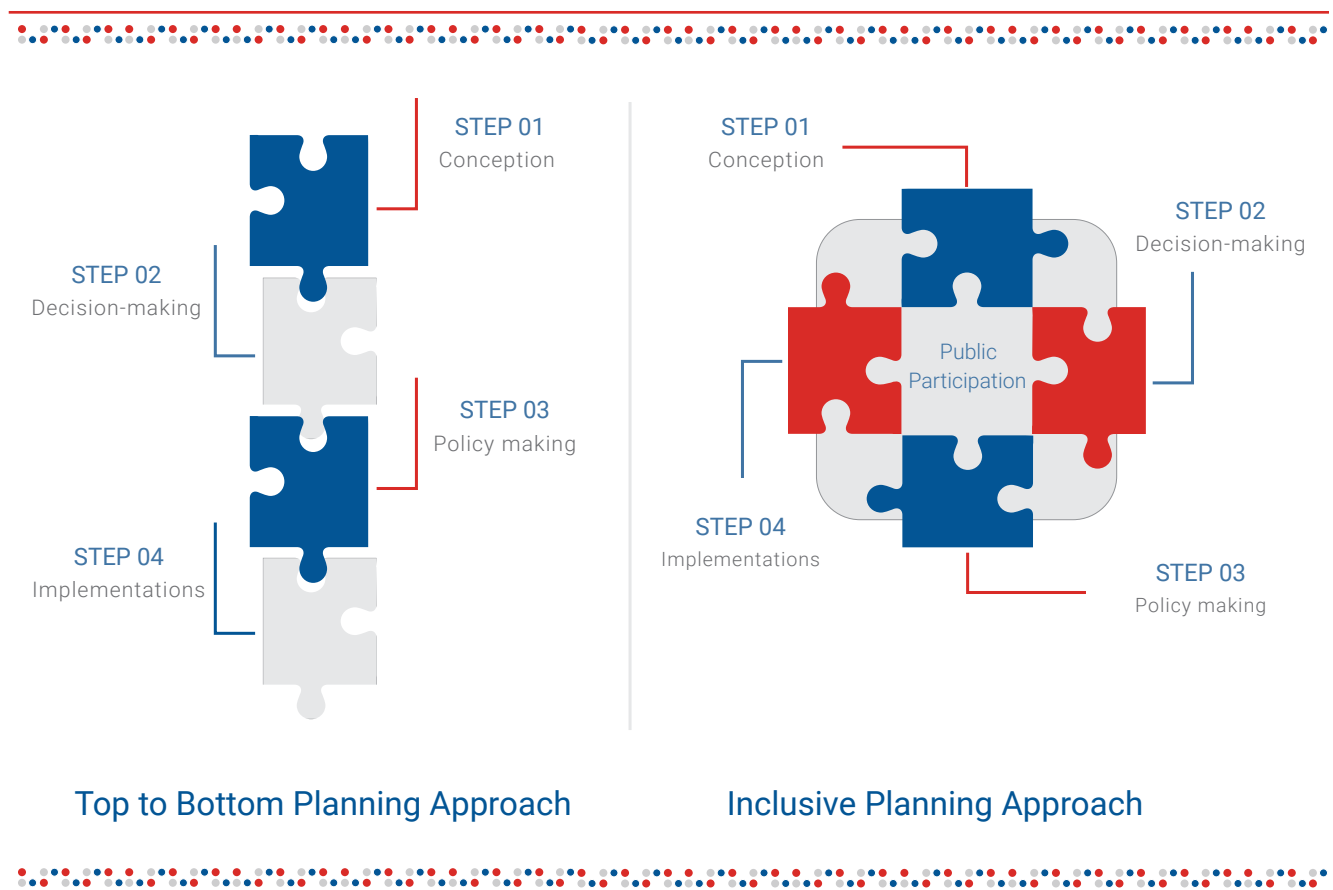 STEP 01
Conception
STEP 02
Decision-making
STEP 03
Policy making
STEP 04
Implementations
Top to Bottom Planning Approach
STEP 01
Conception
STEP 02
Decision-making
Public
Participation
STEP 04
Implementations
STEP 03
Policy making
Inclusive Planning Approach